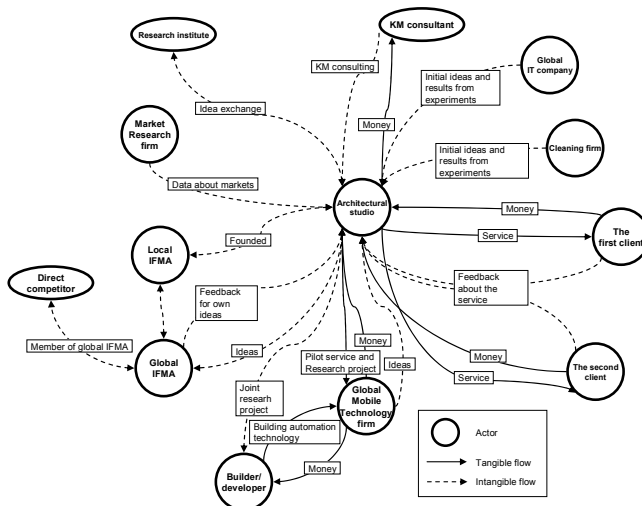 Research institute
KM consultant
Global
IT company
KM consulting
Initial ideas and
results from
experiments
Idea exchange
Market
Research
firm
Money
Initial ideas and
results from
experiments
Cleaning firm
Data about markets
Architectural
studio
Money
The
first client
Service
Local
IFMA
Founded
Direct
competitor
Feedback
for own
ideas
Feedback
about the
service
Member of global IFMA
Ideas
Money
Money
Global
IFMA
Pilot service and
Research project
Ideas
The second
client
Service
Joint
researh
project
Global
Mobile
Technology
firm
Building automation
technology
Actor
Money
Tangible flow
Builder/
developer
Intangible flow